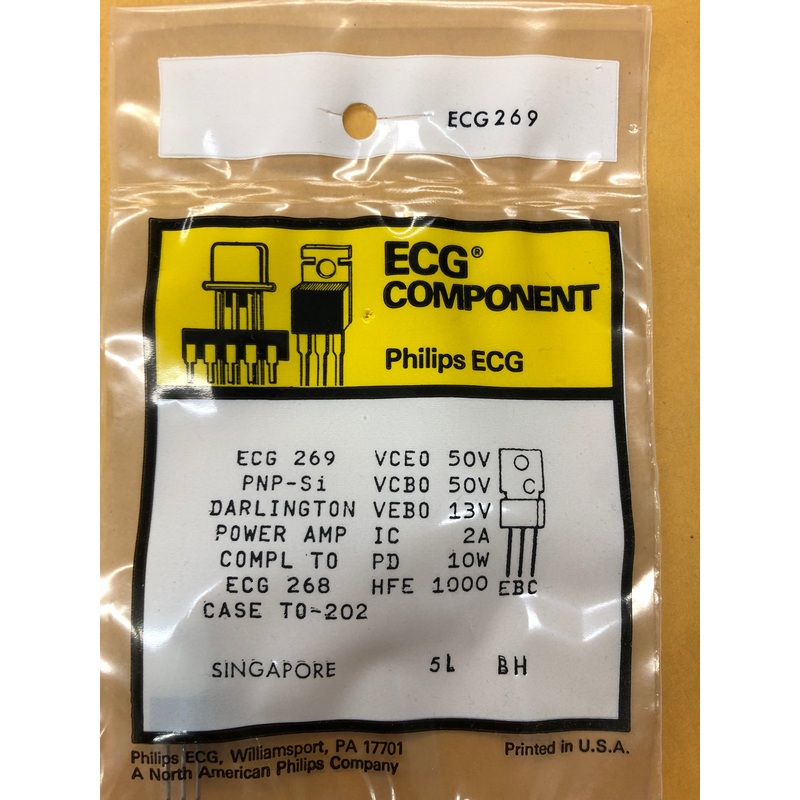 ECG269
ECG®
COMPONENT
Philips ECG
ECG 269 VCEO 50V
PNP-Si VCBO 50V
DARLINGTON VEBO 13V
POWER AMP IC 2A
COMPL TO PD 10W
ECG 268 HFE 1000
CASE TO-202
C
EBC
SINGAPORE 5L BH
Philips ECG, Williamsport, PA 17701
A North American Philips Company
Printed in U.S.A.